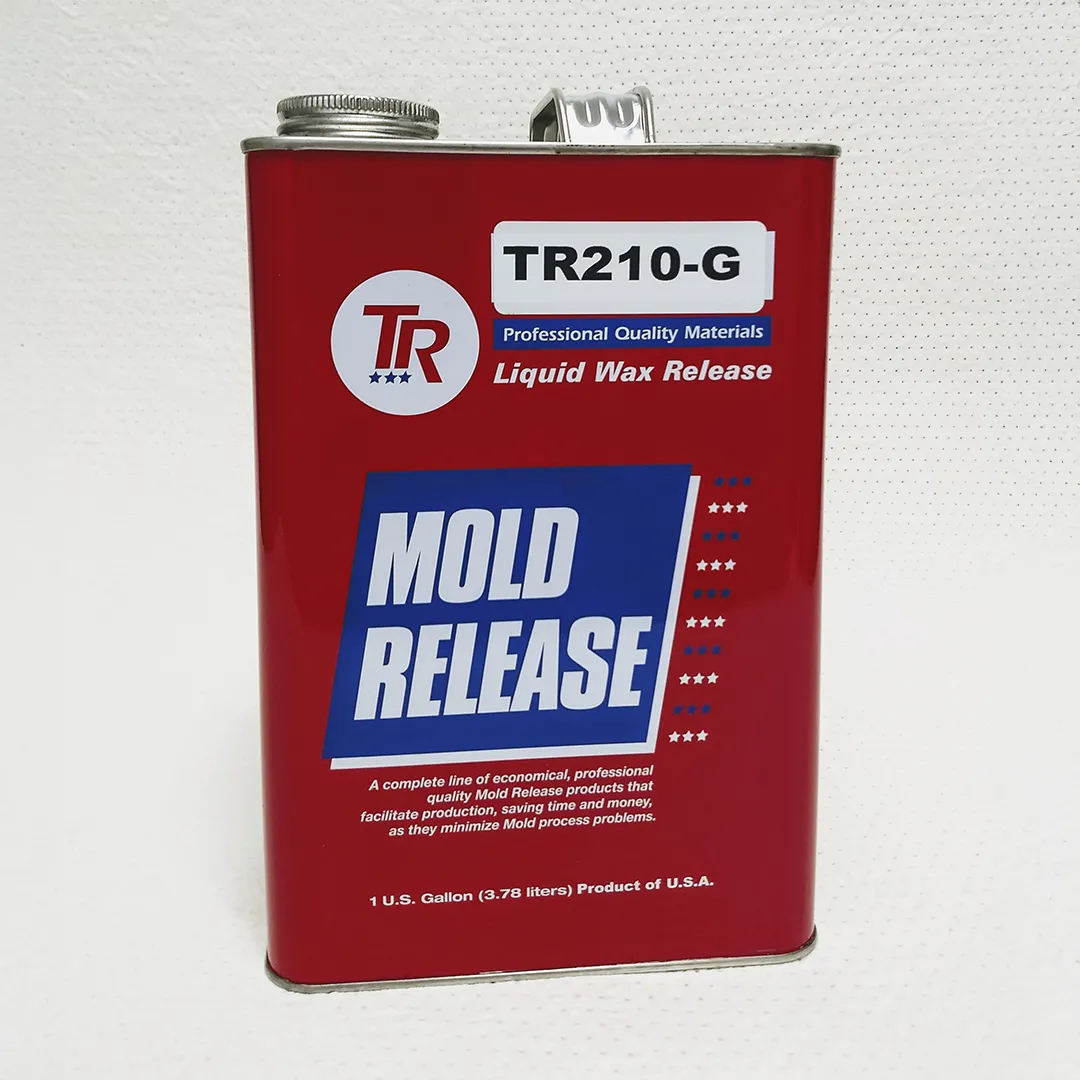 TR210-G
TR
Professional Quality Materials
Liquid Wax Release
MOLD
RELEASE
A complete line of economical, professional
quality Mold Release products that
facilitate production, saving time and money,
as they minimize Mold process problems.
1 U.S. Gallon (3.78 liters) Product of U.S.A.